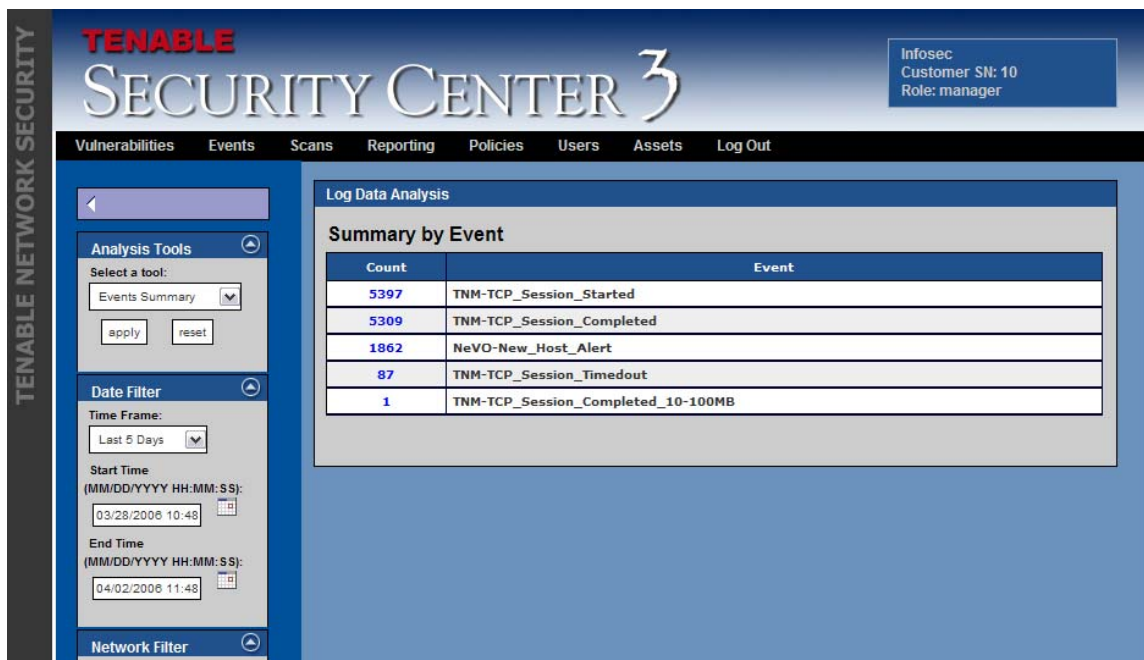 TENABLE NETWORK SECURITY
TENABLE
SECURITY CENTER 3
Infosec
Customer SN: 10
Role: manager
Vulnerabilities Events Scans Reporting Policies Users Assets Log Out
Analysis Tools
Select a tool:
Events Summary
apply reset
Date Filter
Time Frame:
Last 5 Days
Start Time
(MM/DD/YYYY HH:MM:SS):
03/28/2006 10:48
End Time
(MM/DD/YYYY HH:MM:SS):
04/02/2006 11:48
Network Filter
Log Data Analysis
Summary by Event
Count Event
5397 TNM-TCP_Session_Started
5309 TNM-TCP_Session_Completed
1862 NeVO-New_Host_Alert
87 TNM-TCP_Session_Timedout
1 TNM-TCP_Session_Completed_10-100MB